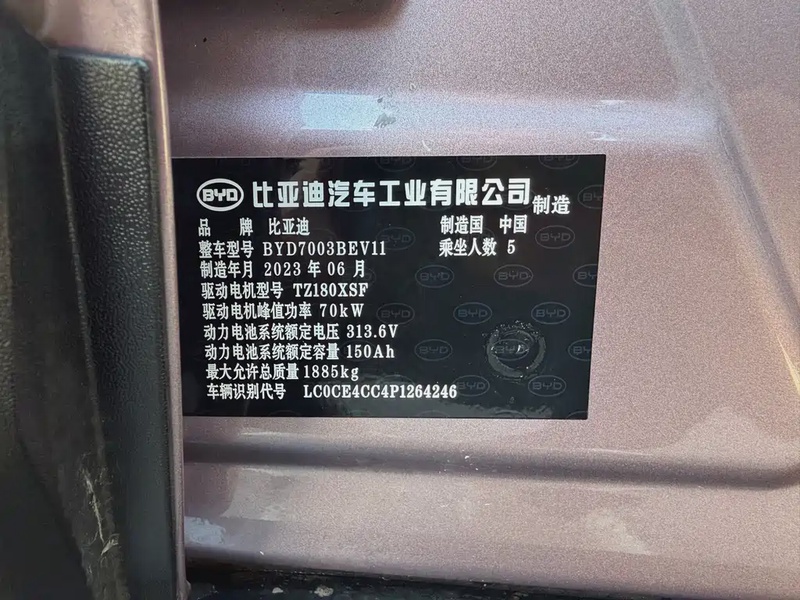 BYD 比亚迪汽车工业有限公司 制造
品 牌 比亚迪 制造国 中国
整车型号 BYD7003BEV11 乘坐人数 5
制造年月 2023 年 06 月
驱动电机型号 TZ180XSF
驱动电机峰值功率 70kW
动力电池系统额定电压 313.6V
动力电池系统额定容量 150Ah
最大允许总质量 1885kg
车辆识别代号 LC0CE4CC4P1264246